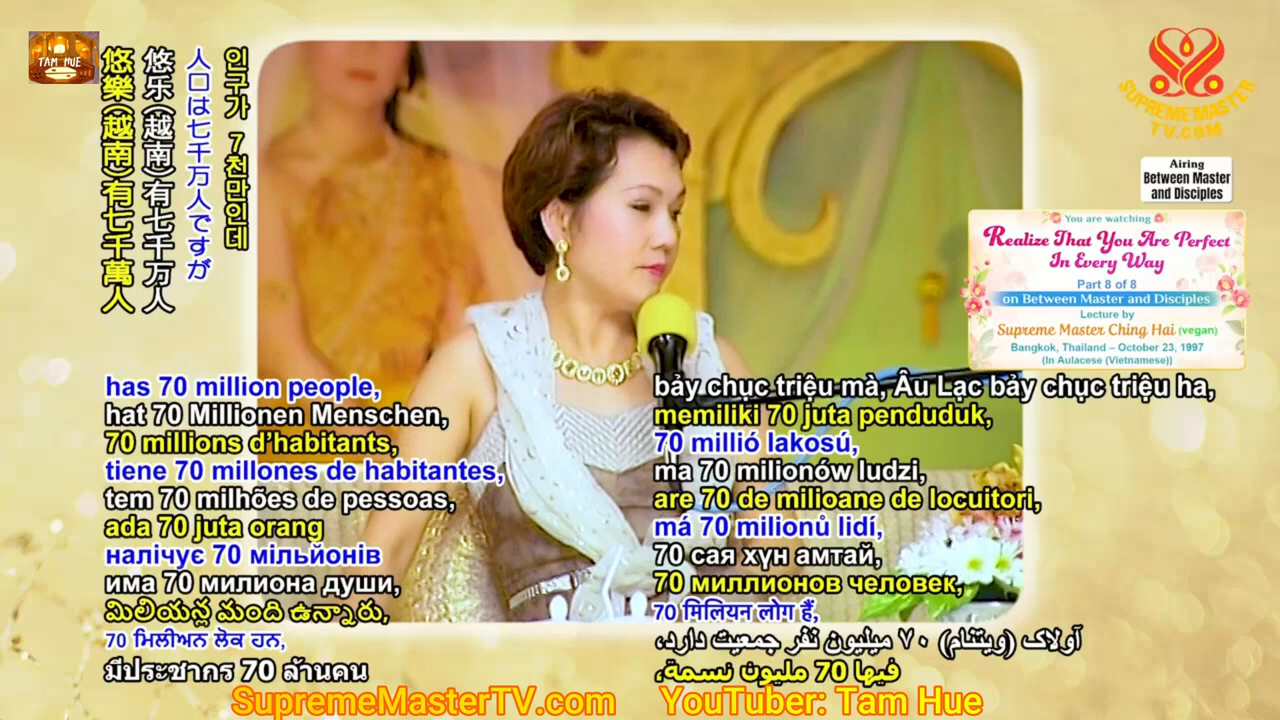 TAM HUE
悠樂(越南)有七千萬人
悠乐(越南)有七千万人
人口は七千万人ですが
인구가 7천만인데
SUPREME MASTER
TV.COM
Airing
Between Master
and Disciples
You are watching
Realize That You Are Perfect
In Every Way
Part 8 of 8
on Between Master and Disciples
Lecture by
Supreme Master Ching Hai (vegan)
Bangkok, Thailand – October 23, 1997
(In Aulacese (Vietnamese))
has 70 million people,
hat 70 Millionen Menschen,
70 millions d’habitants,
tiene 70 millones de habitantes,
tem 70 milhões de pessoas,
ada 70 juta orang
налічує 70 мільйонів
има 70 милиона души,
మిలియన్ల మంది ఉన్నారు,
70 ਮਿਲੀਅਨ ਲੋਕ ਹਨ,
มีประชากร 70 ล้านคน
bảy chục triệu mà, Âu Lạc bảy chục triệu ha,
memiliki 70 juta penduduk,
70 millió lakosú,
ma 70 milionów ludzi,
are 70 de milioane de locuitori,
má 70 milionů lidí,
70 сая хүн амтай,
70 миллионов человек,
70 मिलियन लोग हैं,
آولاک (ویتنام) ۷۰ میلیون نفر جمعیت دارد،
فيها 70 مليون نسمة،
SupremeMasterTV.com
YouTuber: Tam Hue